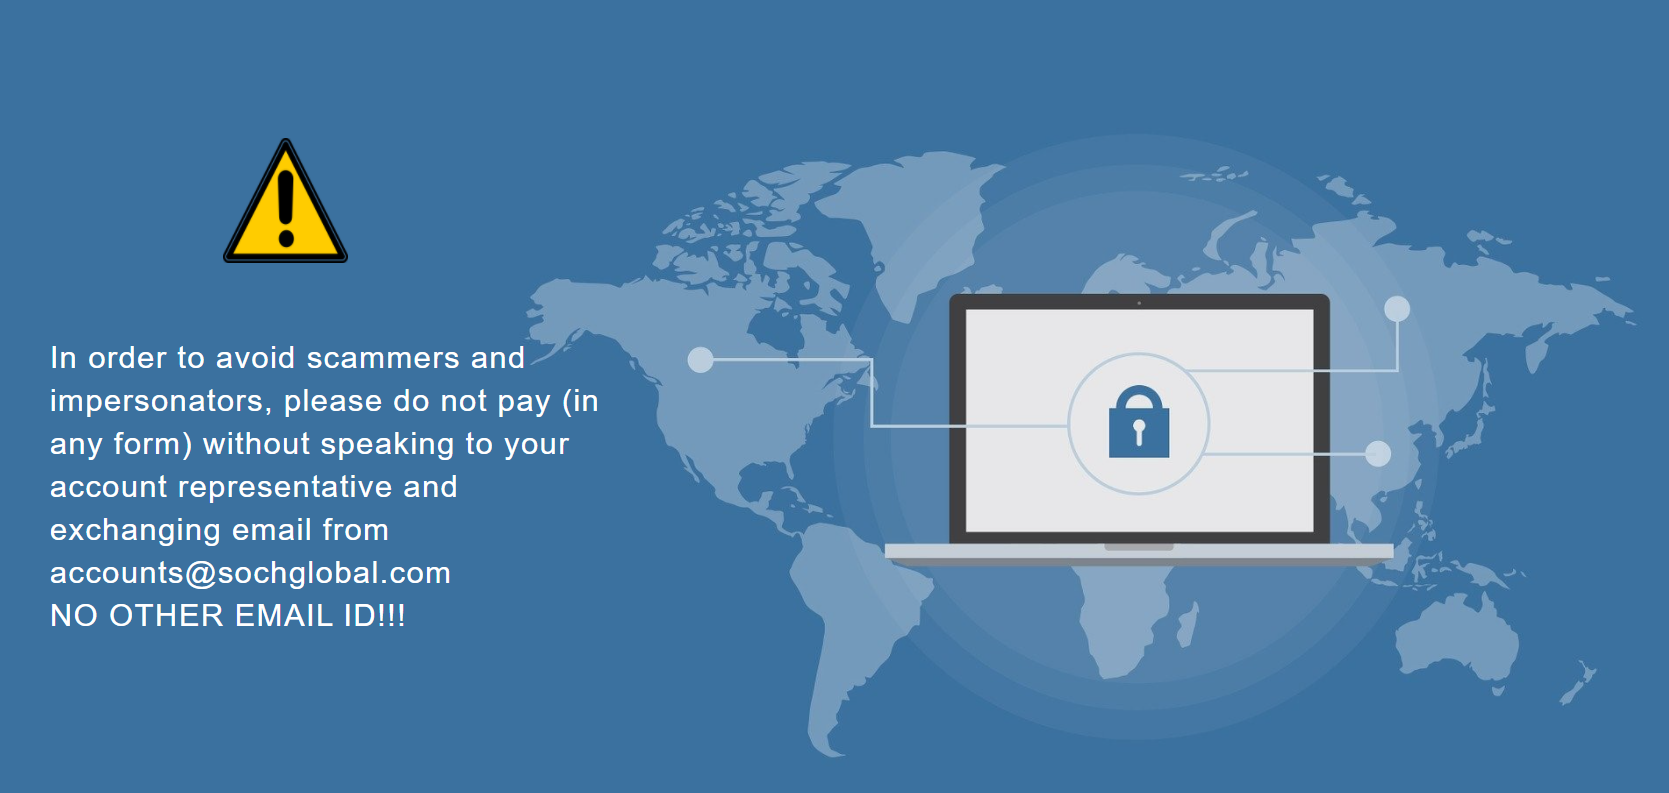 In order to avoid scammers and
impersonators, please do not pay (in
any form) without speaking to your
account representative and
exchanging email from
accounts@sochglobal.com
NO OTHER EMAIL ID!!!